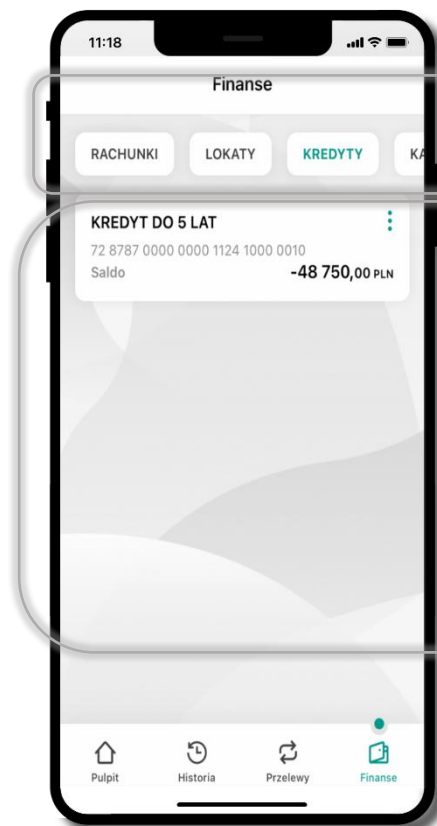 11:18
Finanse
RACHUNKI LOKATY KREDYTY
KREDYT DO 5 LAT
72 8787 0000 0000 1124 1000 0010
Saldo -48 750,00 PLN
Pulpit Historia Przelewy Finanse